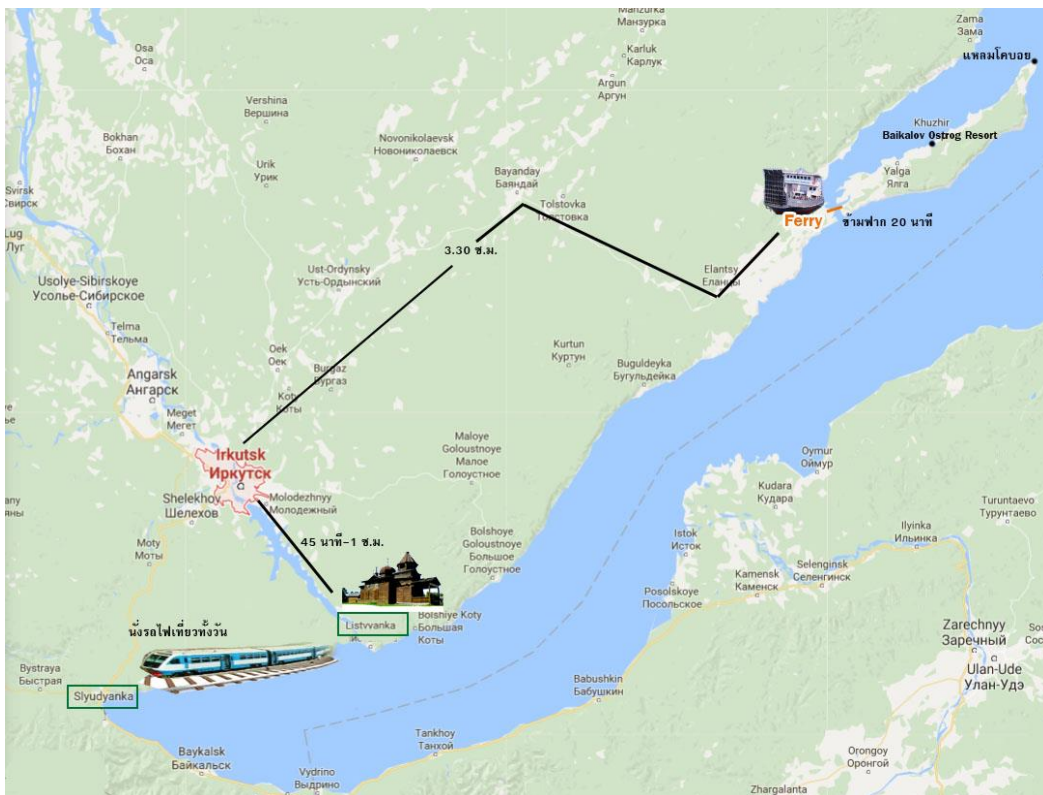 Zama
Зама
Manzurka
Манзурка
Osa
Оса
Karluk
Карлук
แหลมโคบอย
Argun
Аргун
Vershina
Вершина
Khuzhir
Baikalov Ostrog Resort
Bokhan
Бохан
Novonikolaevsk
Новониколаевск
Urik
Урик
Bayanday
Баяндай
Yalga
Ялга
Svirsk
Свирск
Tolstovka
Толстовка
Ferry
ข้ามฟาก 20 นาที
Lug
Луг
3.30 ช.ม.
Ust-Ordynsky
Усть-Ордынский
Elantsy
Еланцы
Usolye-Sibirskoye
Усолье-Сибирское
Telma
Тельма
Oek
Оек
Kurtun
Куртун
Burgaz
Бургаз
Buguldeyka
Бугульдейка
Angarsk
Ангарск
Koty
Коты
Meget
Мегет
Maloye
Goloustnoye
Малое
Голоустное
Irkutsk
Иркутск
Oymur
Оймур
Kudara
Кудара
Shelekhov
Шелехов
Molodezhnyy
Молодежный
Turuntaevo
Турунтаево
Moty
Моты
45 นาที-1 ช.ม.
Bolshoye
Goloustnoye
Большое
Голоустное
Istok
Исток
Ilyinka
Ильинка
Selenginsk
Селенгинск
Kamensk
Каменск
Posolskoye
Посольское
Listvyanka
Bolshiye Koty
Большая
Коты
นั่งรถไฟเที่ยวทั้งวัน
Zarechnyy
Заречный
Bystraya
Быстрая
Slyudyanka
Ulan-Ude
Улан-Удэ
Babushkin
Бабушкин
Tankhoy
Танхой
Baykalsk
Байкальск
Orongoy
Оронгой
Vydrino
Выдрино
Zhargalanta